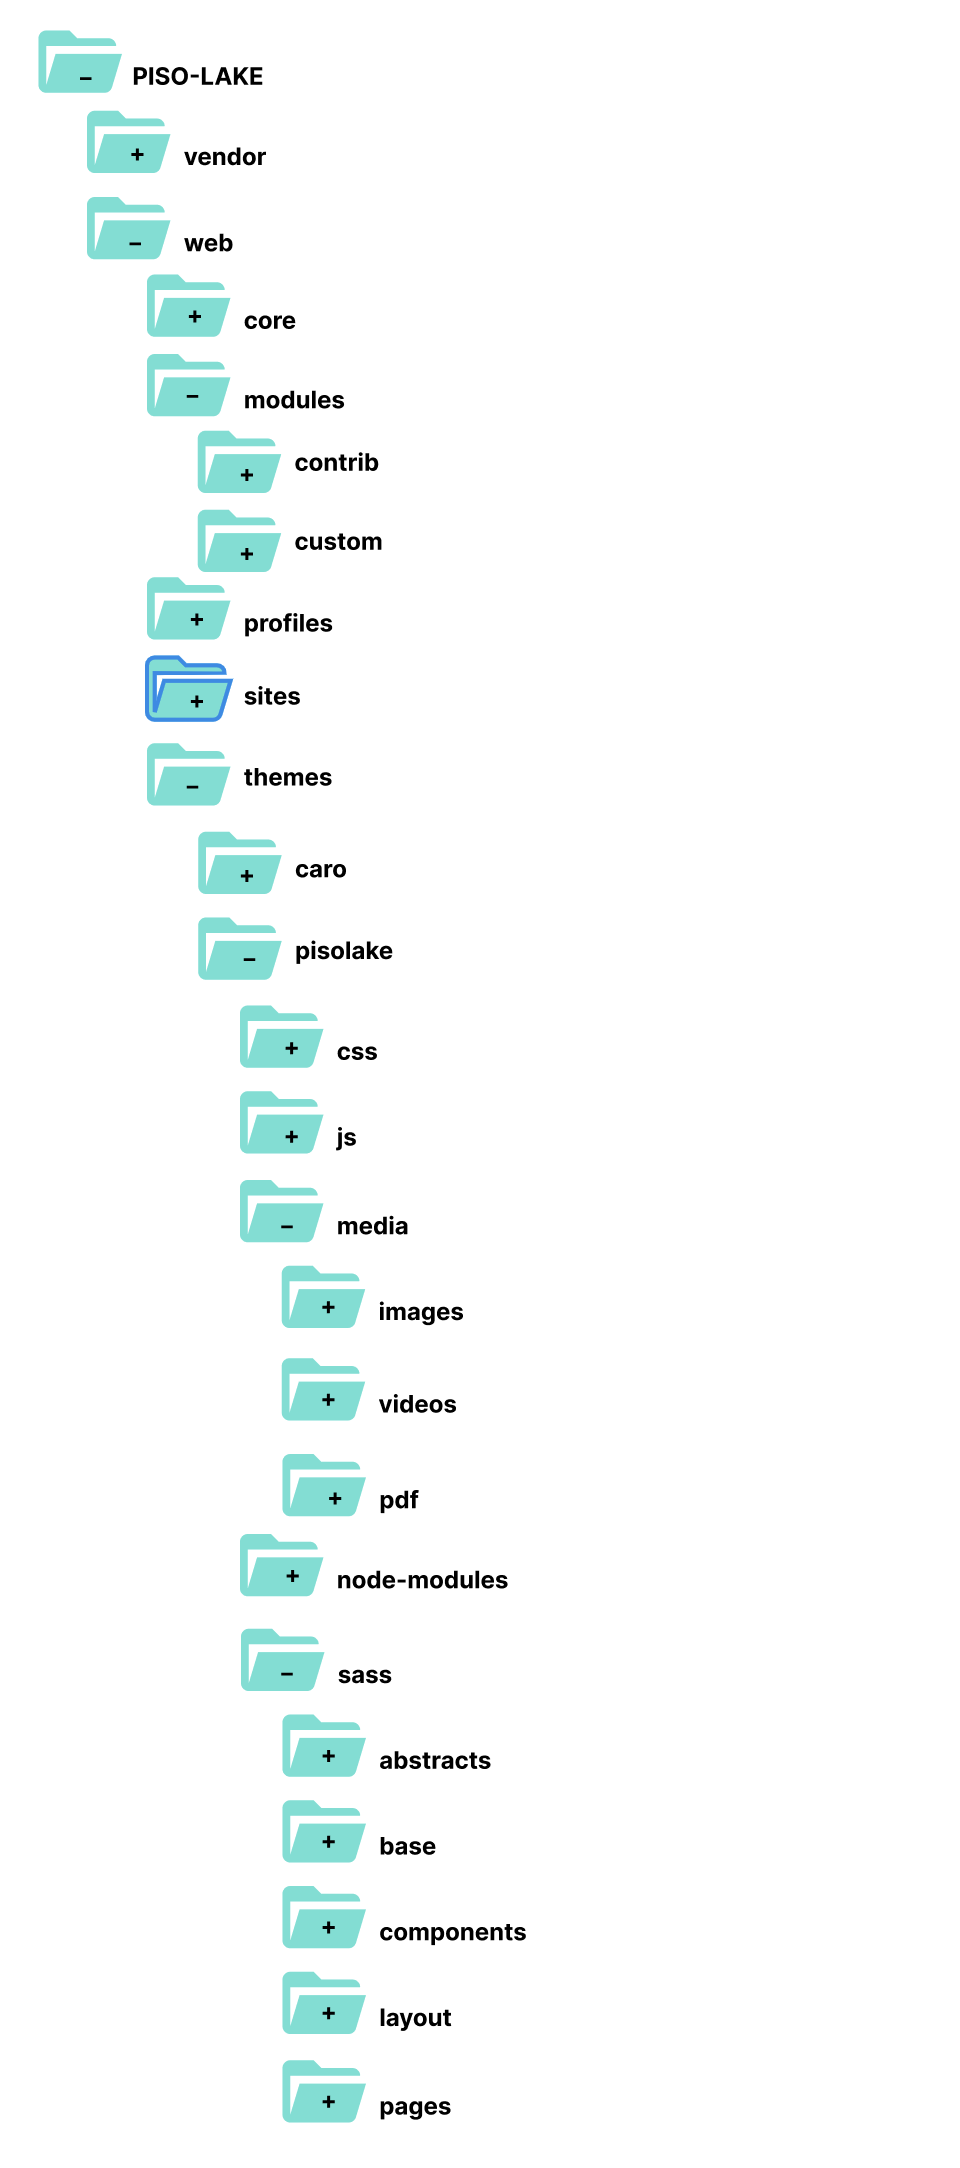 – PISO-LAKE
+ vendor
– web
+ core
– modules
+ contrib
+ custom
+ profiles
+ sites
– themes
+ caro
– pisolake
+ css
+ js
– media
+ images
+ videos
+ pdf
+ node-modules
– sass
+ abstracts
+ base
+ components
+ layout
+ pages